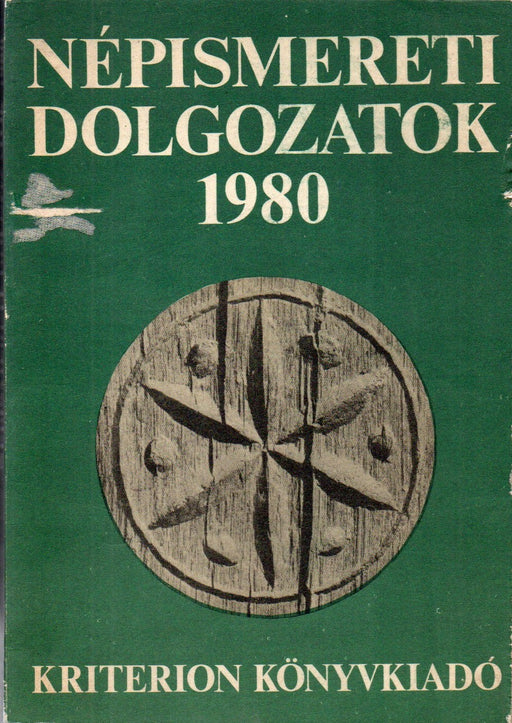 NÉPISMERETI
DOLGOZATOK
1980
KRITERION KÖNYVKIADÓ